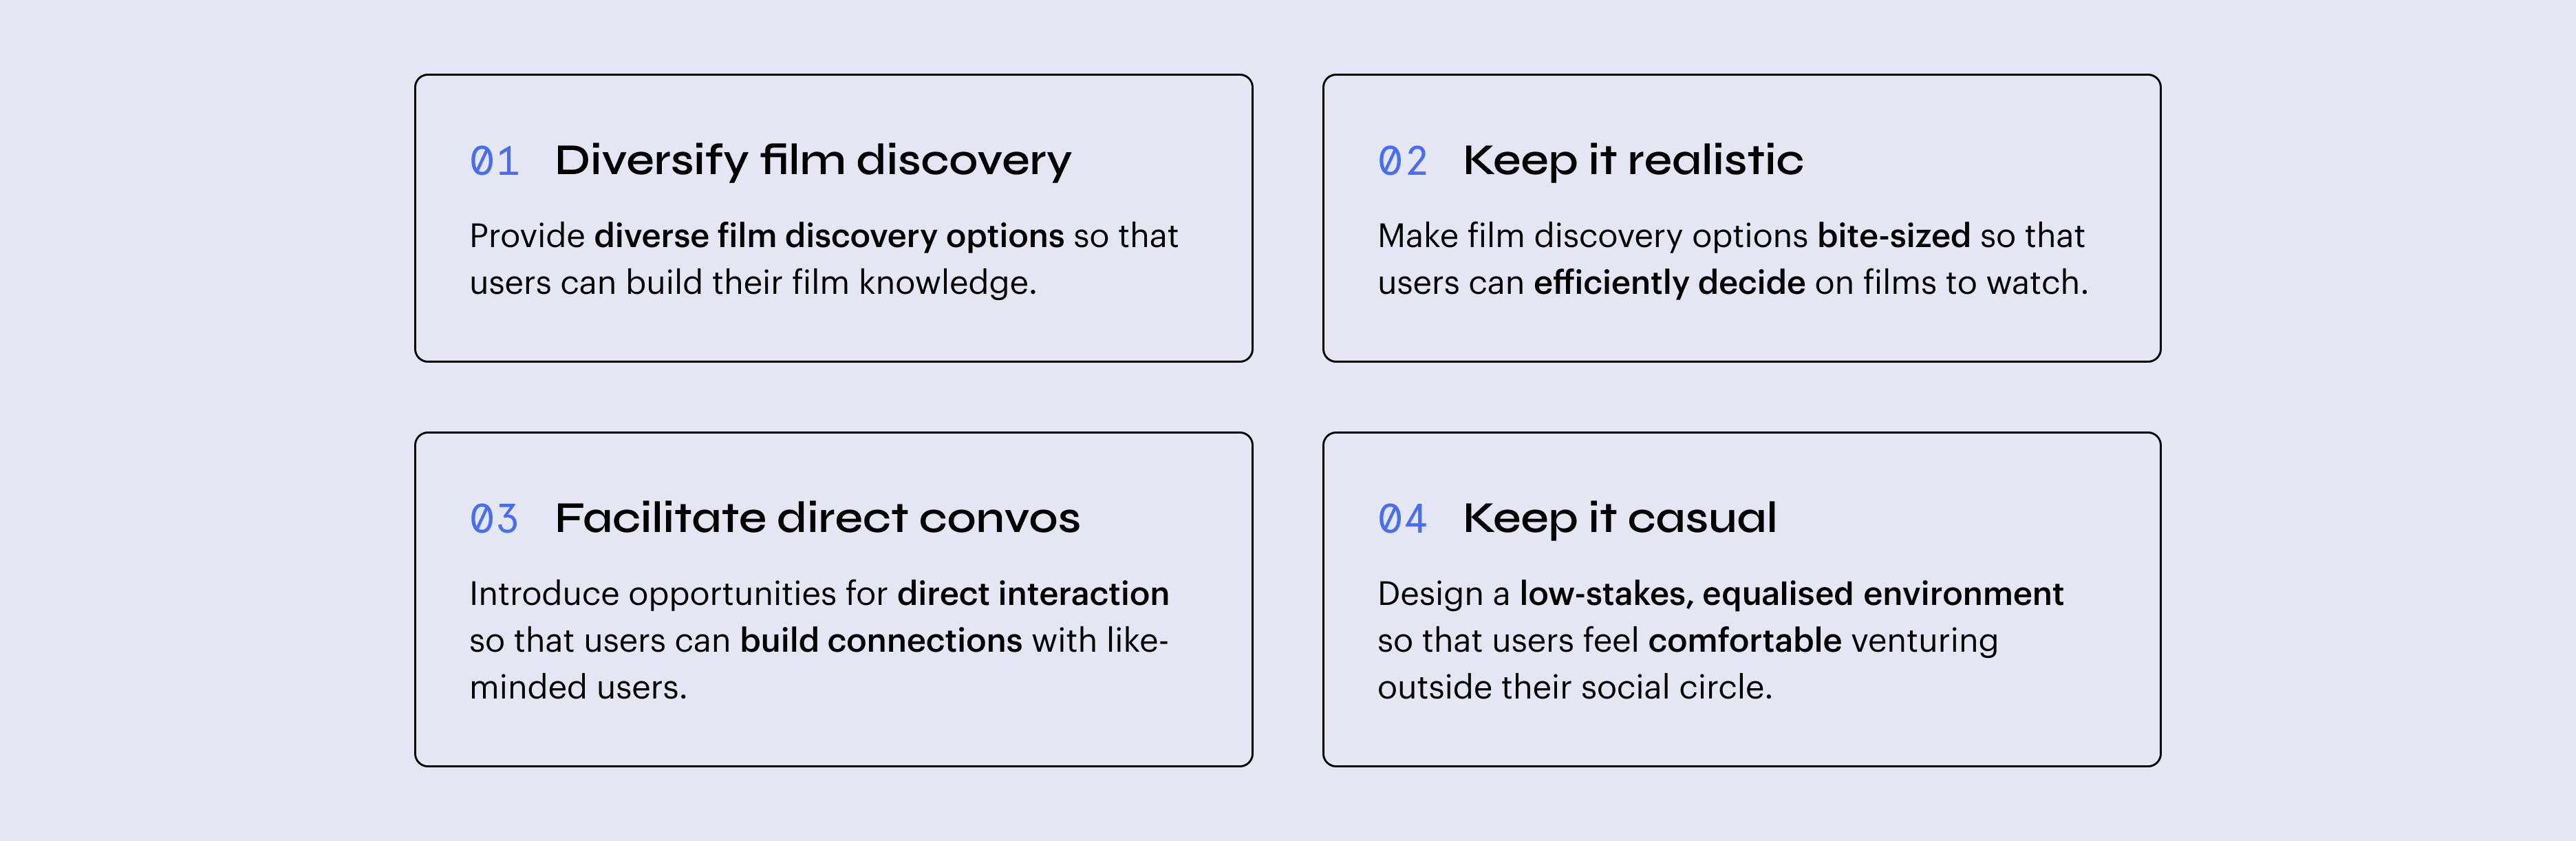 01 Diversify film discovery
Provide diverse film discovery options so that
users can build their film knowledge.
02 Keep it realistic
Make film discovery options bite-sized so that
users can efficiently decide on films to watch.
03 Facilitate direct convos
Introduce opportunities for direct interaction
so that users can build connections with like-
minded users.
04 Keep it casual
Design a low-stakes, equalised environment
so that users feel comfortable venturing
outside their social circle.